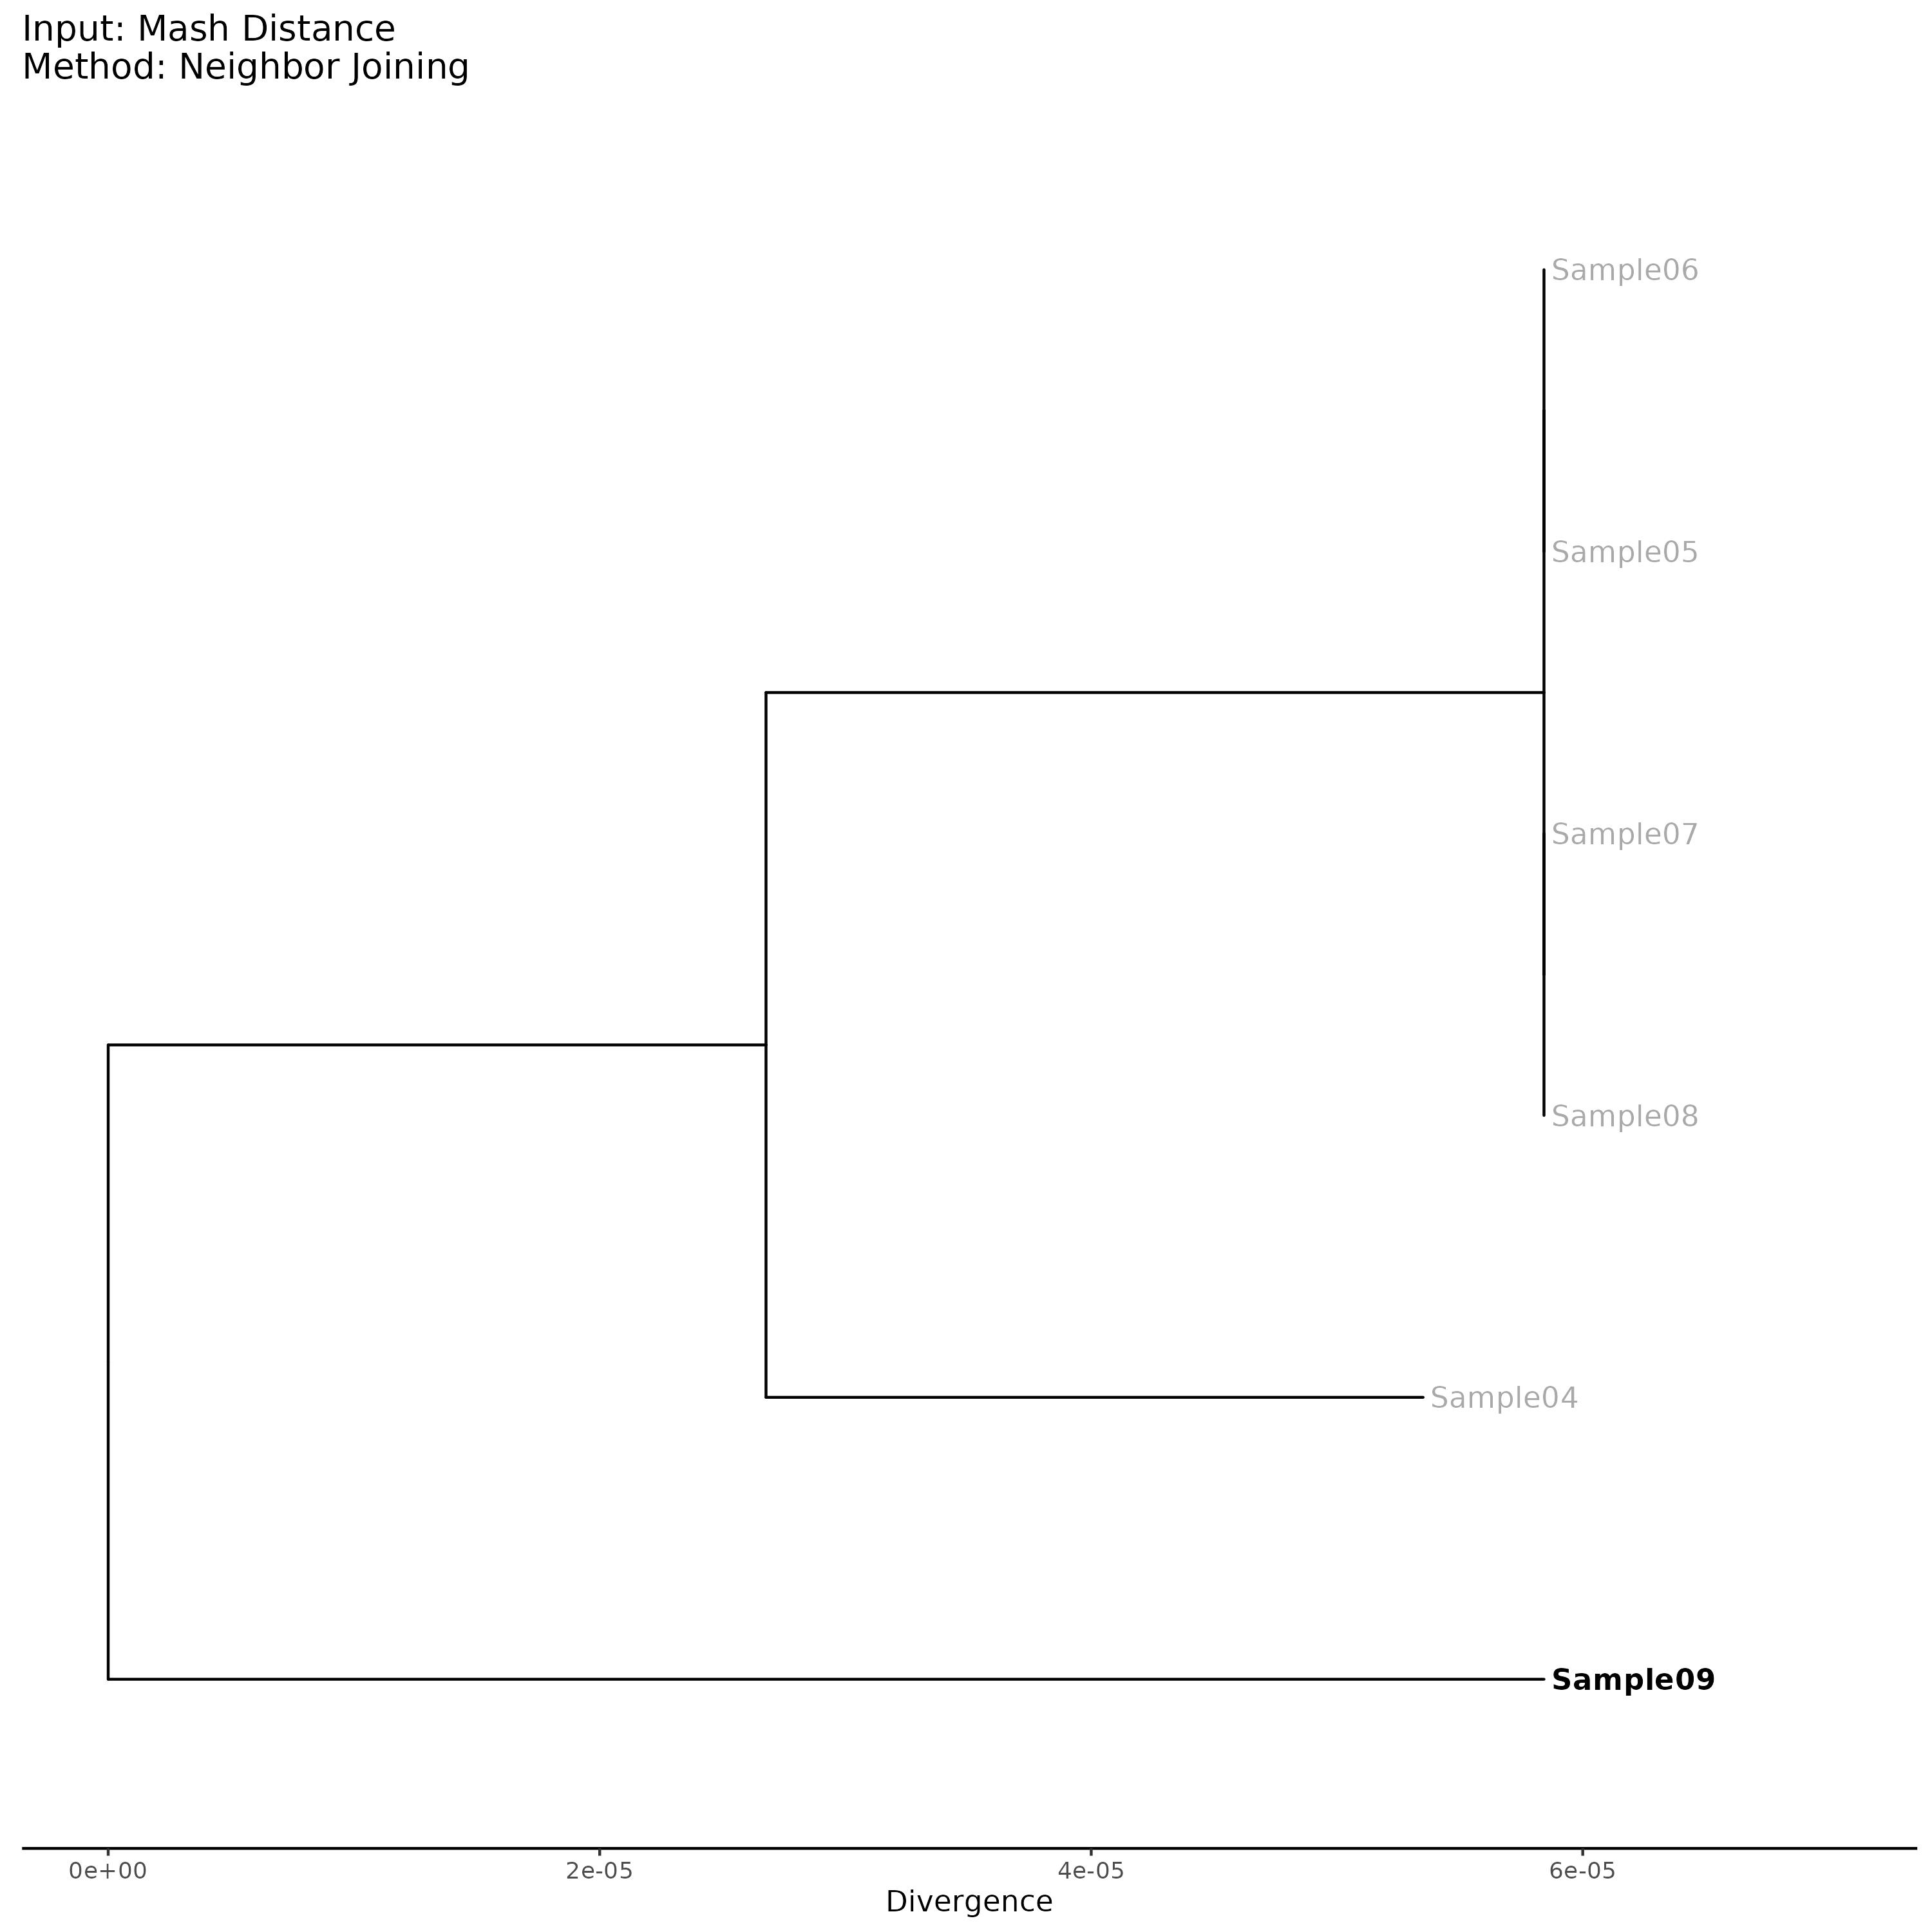 Input: Mash Distance
Method: Neighbor Joining
Sample06
Sample05
Sample07
Sample08
Sample04
Sample09
0e+00 2e-05 4e-05 6e-05
Divergence